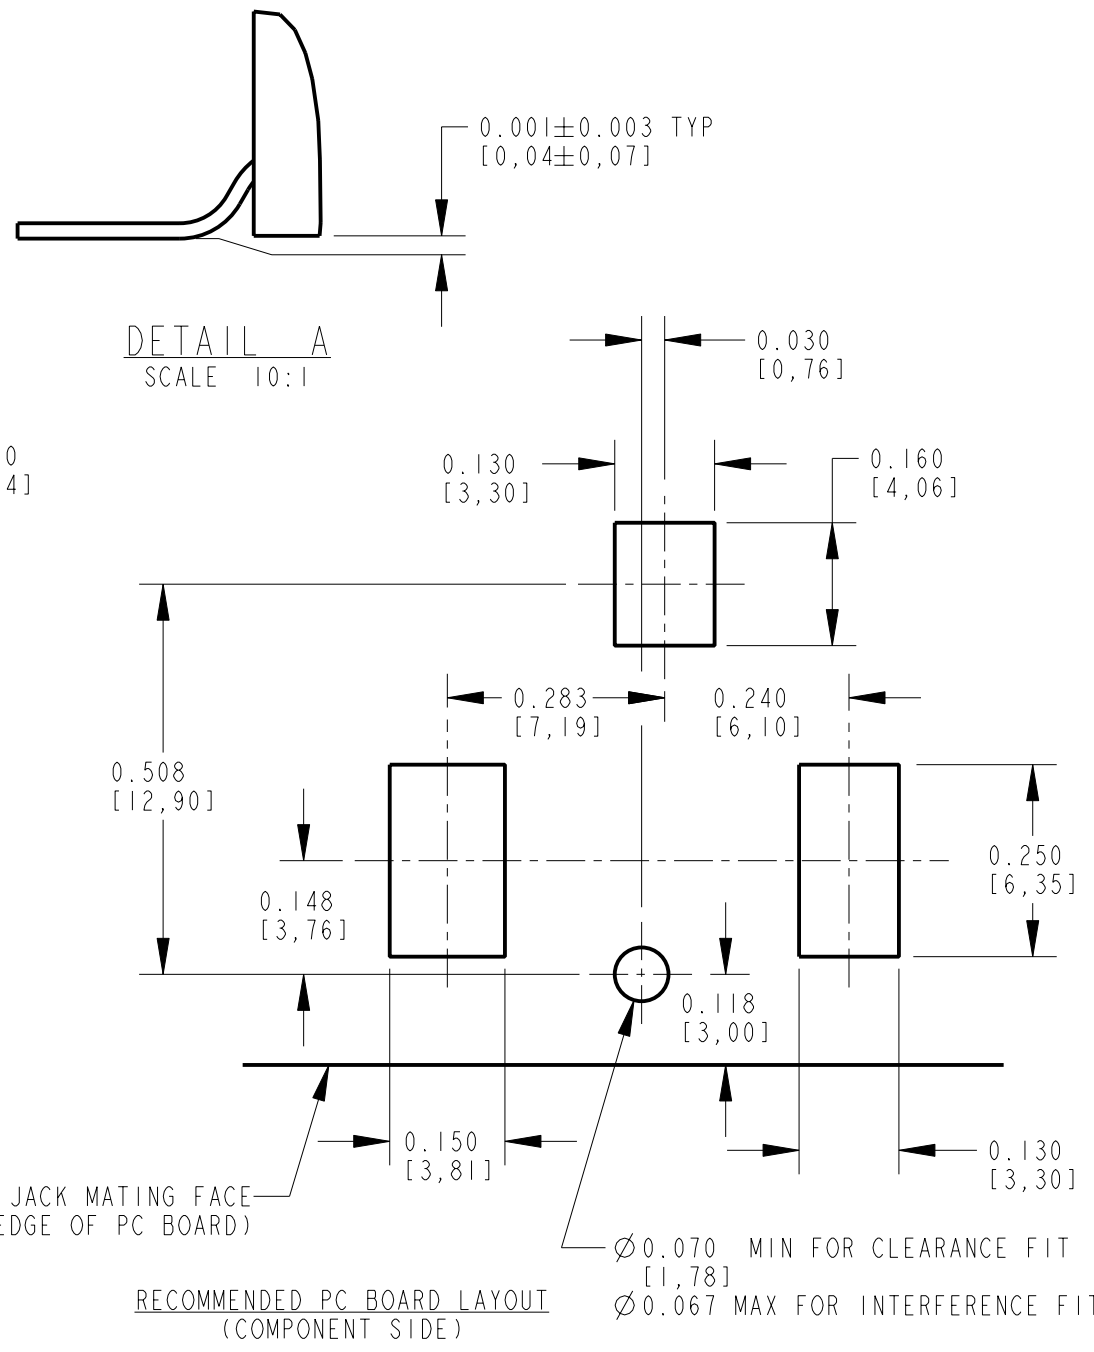 0.001±0.003 TYP
[0,04±0,07]
DETAIL A
SCALE 10:1
0.030
[0,76]
0
4]
0.130
[3,30]
0.160
[4,06]
0.283
[7,19]
0.240
[6,10]
0.508
[12,90]
0.250
[6,35]
0.148
[3,76]
0.118
[3,00]
0.150
[3,81]
0.130
[3,30]
JACK MATING FACE
EDGE OF PC BOARD)
Ø0.070 MIN FOR CLEARANCE FIT
[1,78]
Ø0.067 MAX FOR INTERFERENCE FIT
RECOMMENDED PC BOARD LAYOUT
(COMPONENT SIDE)